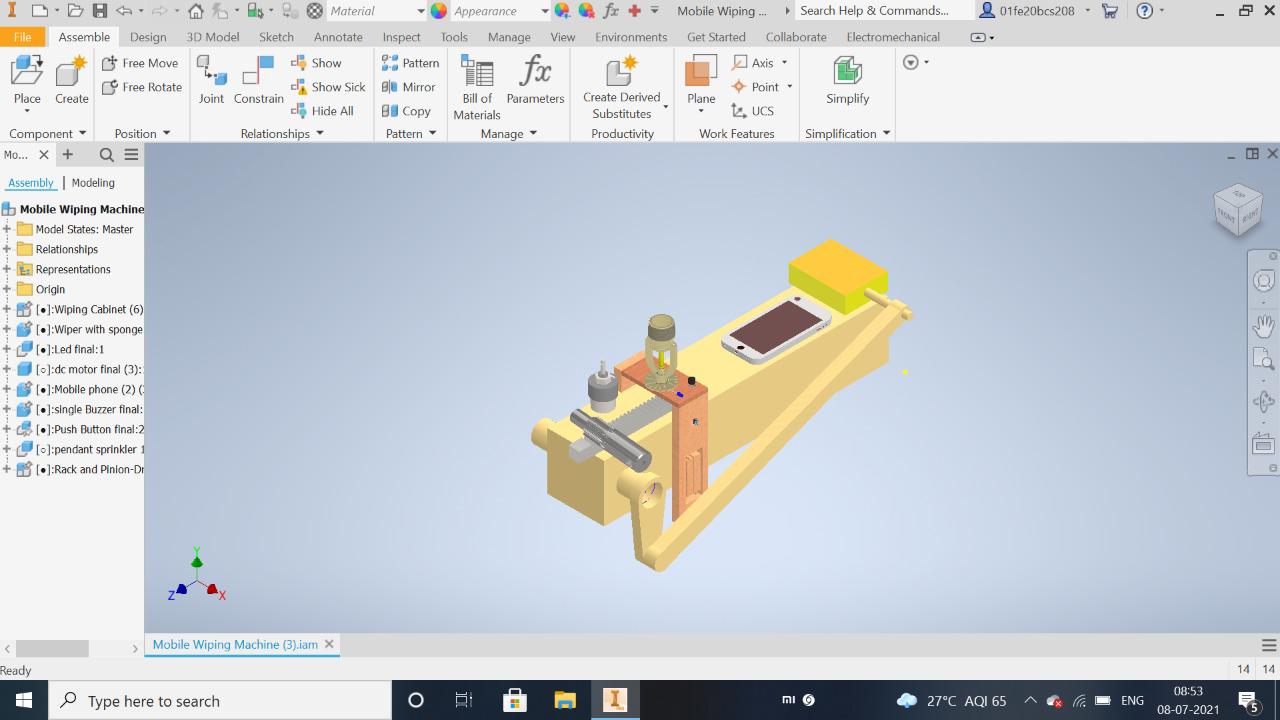 Material
Appearance
Mobile Wiping ...
Search Help & Commands...
01fe20bcs208
File
Assemble
Design
3D Model
Sketch
Annotate
Inspect
Tools
Manage
View
Environments
Get Started
Collaborate
Electromechanical
Place
Create
Free Move
Free Rotate
Joint
Constrain
Show
Show Sick
Hide All
Pattern
Mirror
Copy
Bill of
Materials
fx
Parameters
Create Derived
Substitutes
Plane
Axis
Point
UCS
Simplify
Component
Position
Relationships
Pattern
Manage
Productivity
Work Features
Simplification
Mo...
Assembly
Modeling
Mobile Wiping Machine
Model States: Master
Relationships
Representations
Origin
[●]:Wiping Cabinet (6)
[●]:Wiper with sponge
[●]:Led final:1
[○]:dc motor final (3):
[●]:Mobile phone (2) (
[●]:single Buzzer final:
[●]:Push Button final:2
[○]:pendant sprinkler 1
[●]:Rack and Pinion-Dr
TOP
FRONT
RIGHT
Y
Z
X
Mobile Wiping Machine (3).iam
Ready
14 14
Type here to search
mi
27°C AQI 65
ENG
08:53
08-07-2021
5